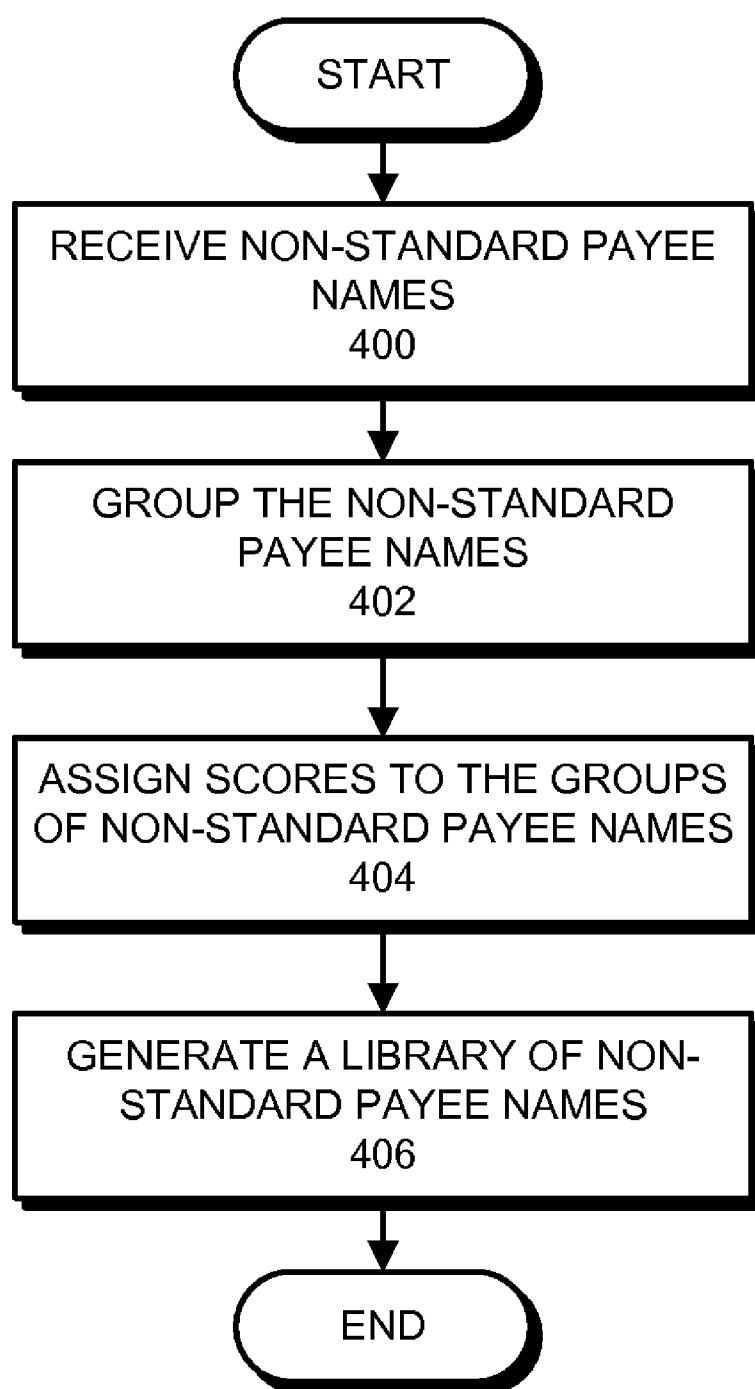 START
RECEIVE NON-STANDARD PAYEE
NAMES
400
GROUP THE NON-STANDARD
PAYEE NAMES
402
ASSIGN SCORES TO THE GROUPS
OF NON-STANDARD PAYEE NAMES
404
GENERATE A LIBRARY OF NON-
STANDARD PAYEE NAMES
406
END